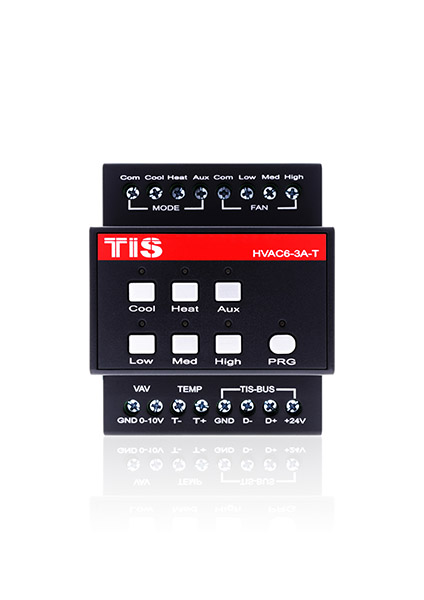 Com Cool Heat Aux Com Low Med High
MODE FAN
TIS HVAC6-3A-T
Cool Heat Aux
Low Med High PRG
VAV TEMP TIS-BUS
GND 0-10V T- T+ GND D- D+ +24V